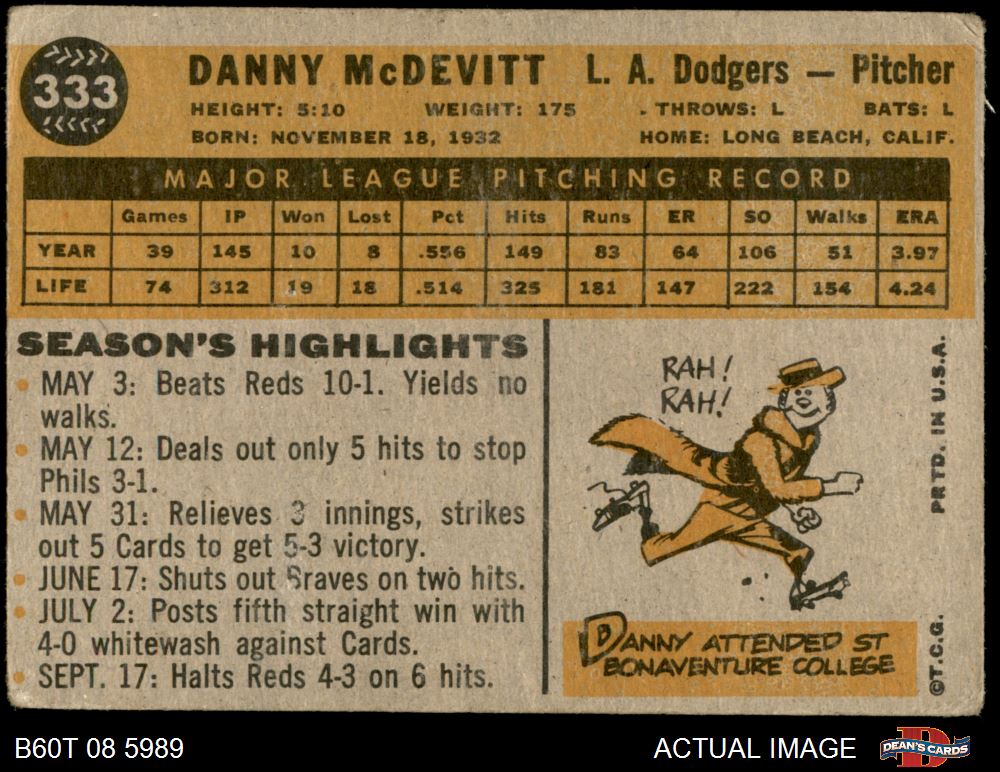 333
DANNY McDEVITT L. A. Dodgers — Pitcher
HEIGHT: 5:10 WEIGHT: 175 THROWS: L BATS: L
BORN: NOVEMBER 18, 1932 HOME: LONG BEACH, CALIF.
MAJOR LEAGUE PITCHING RECORD
Games IP Won Lost Pct Hits Runs ER SO Walks ERA
YEAR 39 145 10 8 .556 149 83 64 106 51 3.97
LIFE 74 312 19 18 .514 325 181 147 222 154 4.24
SEASON'S HIGHLIGHTS
• MAY 3: Beats Reds 10-1. Yields no
walks.
• MAY 12: Deals out only 5 hits to stop
Phils 3-1.
• MAY 31: Relieves 3 innings, strikes
out 5 Cards to get 5-3 victory.
• JUNE 17: Shuts out Braves on two hits.
• JULY 2: Posts fifth straight win with
4-0 whitewash against Cards.
• SEPT. 17: Halts Reds 4-3 on 6 hits.
RAH!
RAH!
DANNY ATTENDED ST
BONAVENTURE COLLEGE
©T.C.G. PRTD. IN U.S.A.
B60T 08 5989 ACTUAL IMAGE DEAN'S CARDS